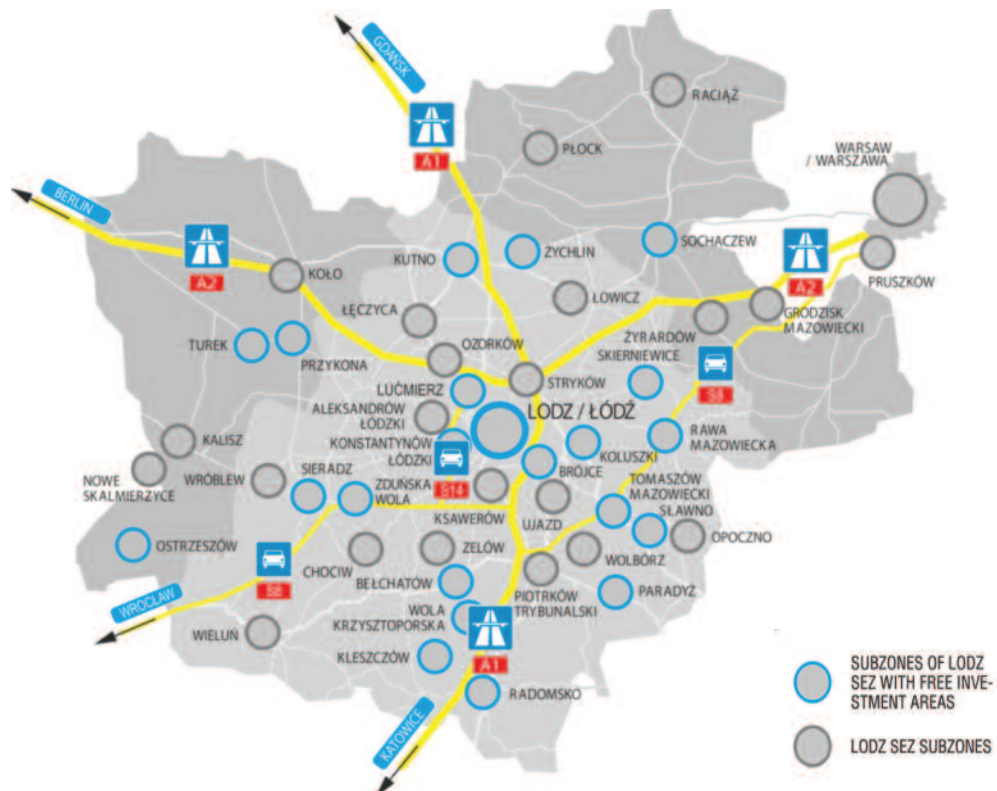 GDAŃSK
A1
RACIĄŻ
PŁOCK
WARSAW
/ WARSZAWA
BERLIN
A2
KOŁO
KUTNO
ŻYCHLIN
SOCHACZEW
A2
PRUSZKÓW
ŁĘCZYCA
ŁOWICZ
GRODZISK
MAZOWIECKI
ŻYRARDÓW
TUREK
PRZYKONA
OZORKÓW
STRYKÓW
SKIERNIEWICE
S8
LUĆMIERZ
ALEKSANDRÓW
ŁÓDZKI
LODZ / ŁÓDŹ
KONSTANTYNÓW
ŁÓDZKI
S14
KOLUSZKI
RAWA
MAZOWIECKA
KALISZ
NOWE
SKALMIERZYCE
WRÓBLEW
SIERADZ
ZDUŃSKA
WOLA
BRÓJCE
KSAWERÓW
UJAZD
TOMASZÓW
MAZOWIECKI
SŁAWNO
OPOCZNO
OSTRZESZÓW
S8
CHOCIW
ZELÓW
WOLBÓRZ
BEŁCHATÓW
PIOTRKÓW
TRYBUNALSKI
PARADYŻ
WROCŁAW
WIELUŃ
WOLA
KRZYSZTOPORSKA
A1
KLESZCZÓW
RADOMSKO
KATOWICE
SUBZONES OF LODZ
SEZ WITH FREE INVE-
STMENT AREAS
LODZ SEZ SUBZONES